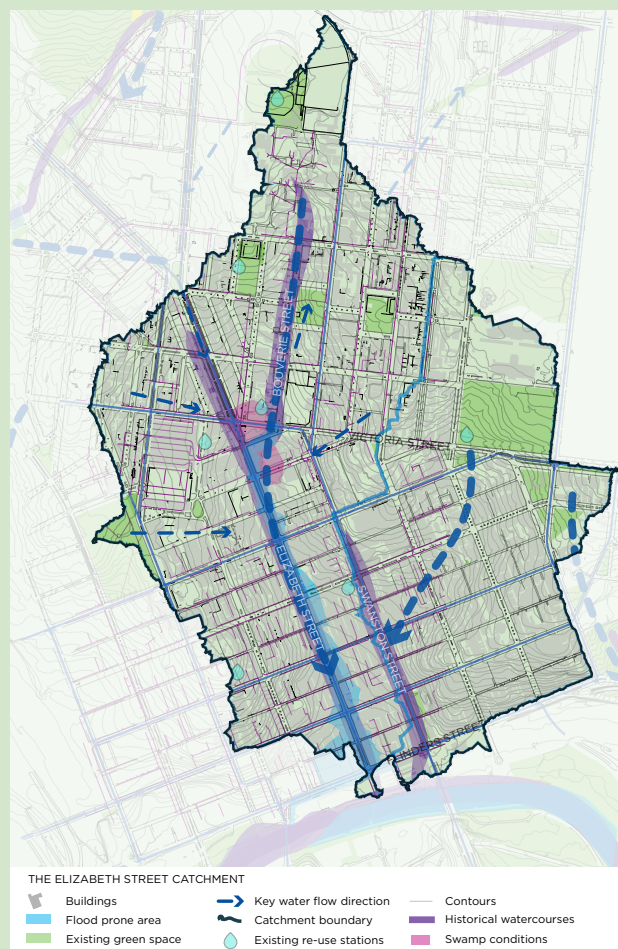 BOUVERIE STREET
VICTORIA STREET
ELIZABETH STREET
SWANSTON STREET
INDERS STREET
THE ELIZABETH STREET CATCHMENT
Buildings
Key water flow direction
Contours
Flood prone area
Catchment boundary
Historical watercourses
Existing green space
Existing re-use stations
Swamp conditions